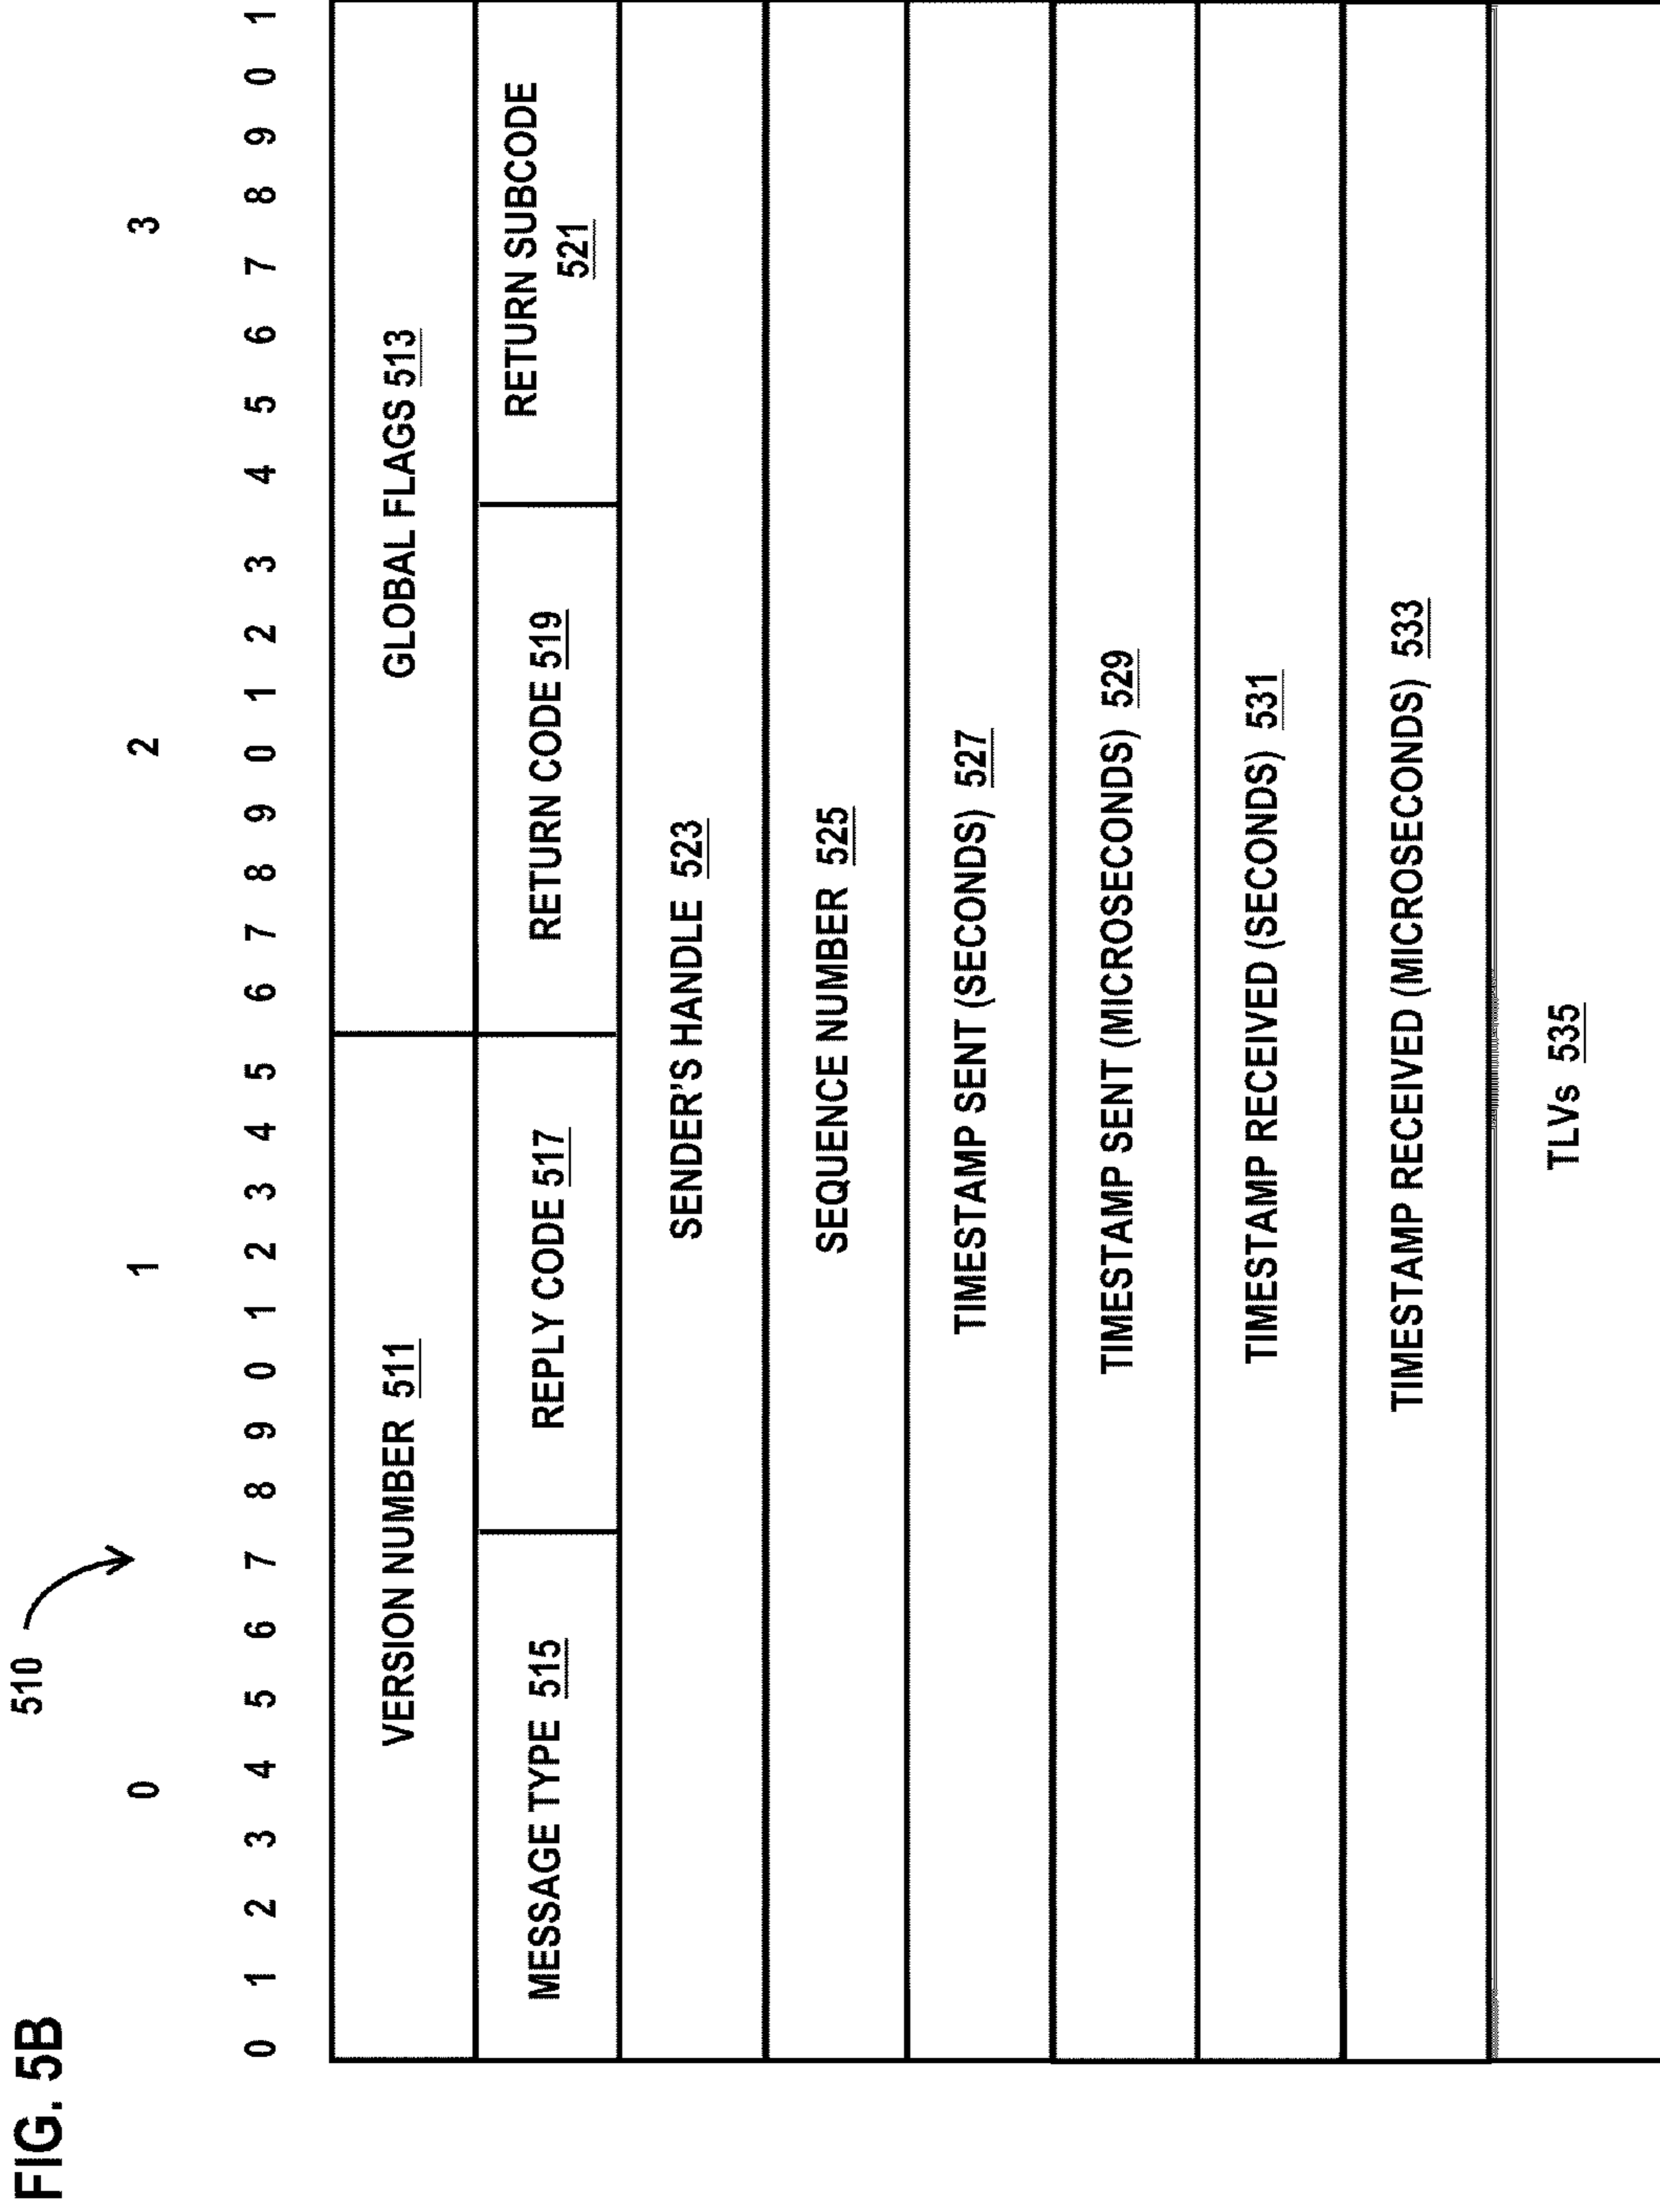 FIG. 5B
510
0 1 2 3
0 1 2 3 4 5 6 7 8 9 0 1 2 3 4 5 6 7 8 9 0 1 2 3 4 5 6 7 8 9 0 1
VERSION NUMBER 511
GLOBAL FLAGS 513
MESSAGE TYPE 515
REPLY CODE 517
RETURN CODE 519
RETURN SUBCODE
521
SENDER'S HANDLE 523
SEQUENCE NUMBER 525
TIMESTAMP SENT (SECONDS) 527
TIMESTAMP SENT (MICROSECONDS) 529
TIMESTAMP RECEIVED (SECONDS) 531
TIMESTAMP RECEIVED (MICROSECONDS) 533
TLVs 535